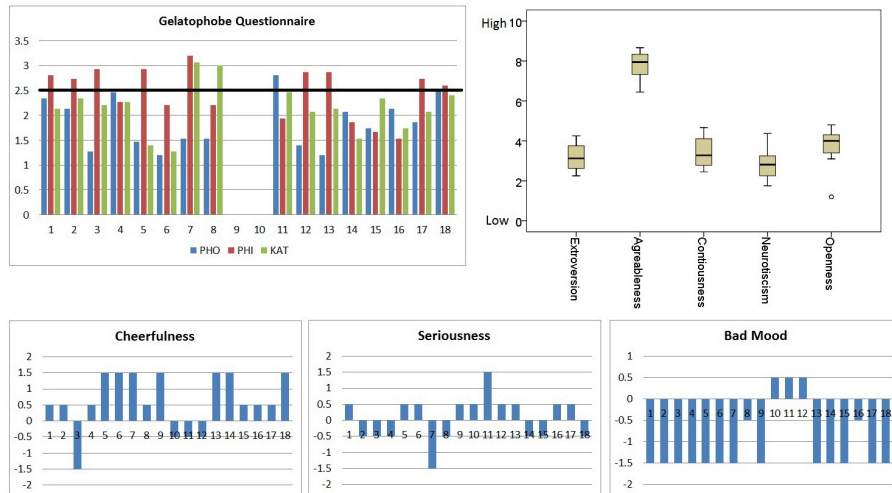 Gelatophobe Questionnaire
3.5
3
2.5
2
1.5
1
0.5
0
1 2 3 4 5 6 7 8 9 10 11 12 13 14 15 16 17 18
PHO PHI KAT
High 10
8
6
4
2
Low 0
Extroversion
Agreableness
Contiousness
Neurotiscism
Openness
Cheerfulness
2
1.5
1
0.5
0
-0.5
-1
-1.5
-2
1 2 3 4 5 6 7 8 9 10 11 12 13 14 15 16 17 18
Seriousness
2
1.5
1
0.5
0
-0.5
-1
-1.5
-2
1 2 3 4 5 6 7 8 9 10 11 12 13 14 15 16 17 18
Bad Mood
1
0.5
0
-0.5
-1
-1.5
-2
1 2 3 4 5 6 7 8 9 10 11 12 13 14 15 16 17 18